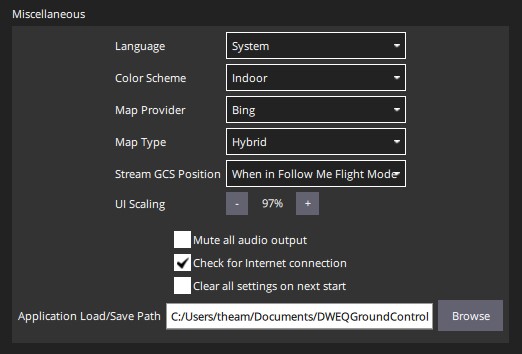 Miscellaneous
Language System
Color Scheme Indoor
Map Provider Bing
Map Type Hybrid
Stream GCS Position When in Follow Me Flight Mode
UI Scaling - 97% +
Mute all audio output
Check for Internet connection
Clear all settings on next start
Application Load/Save Path C:/Users/theam/Documents/DWEQGroundControl Browse